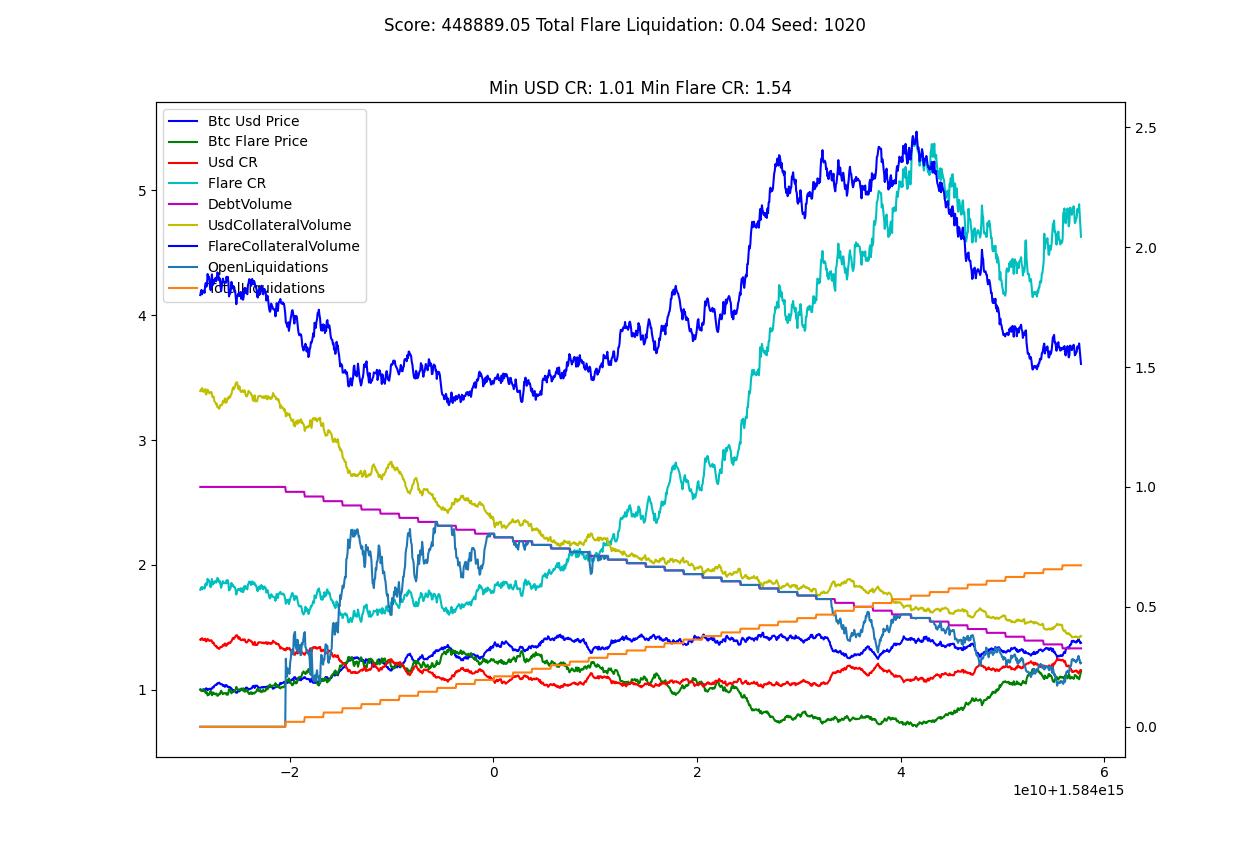 Score: 448889.05 Total Flare Liquidation: 0.04 Seed: 1020
Min USD CR: 1.01 Min Flare CR: 1.54
Btc Usd Price
Btc Flare Price
Usd CR
Flare CR
DebtVolume
UsdCollateralVolume
FlareCollateralVolume
OpenLiquidations
TotalLiquidations
5
4
3
2
1
2.5
2.0
1.5
1.0
0.5
0.0
−2
0
2
4
6
1e10+1.584e15